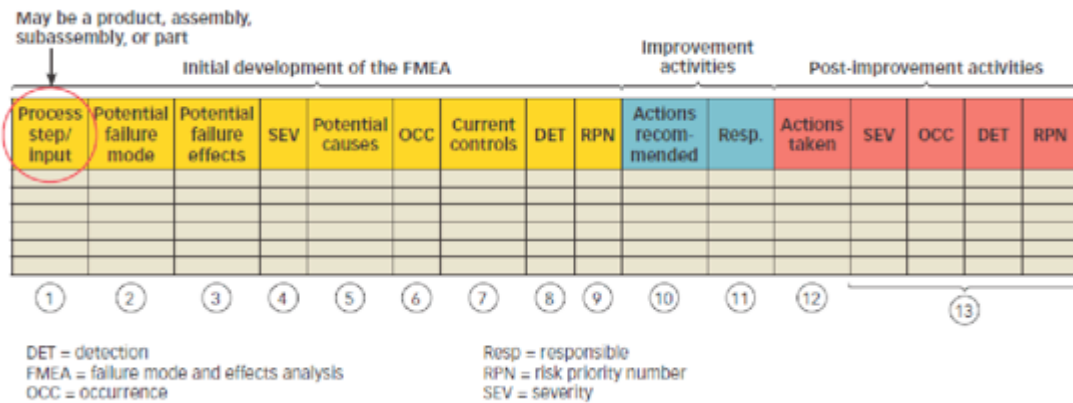 May be a product, assembly,
subassembly, or part
Initial development of the FMEA
Improvement
activities
Post-improvement activities
Process
step/
input
Potential
failure
mode
Potential
failure
effects
SEV
Potential
causes
OCC
Current
controls
DET
RPN
Actions
recom-
mended
Resp.
Actions
taken
SEV
OCC
DET
RPN
1
2
3
4
5
6
7
8
9
10
11
12
13
DET = detection
FMEA = failure mode and effects analysis
OCC = occurrence
Resp = responsible
RPN = risk priority number
SEV = severity